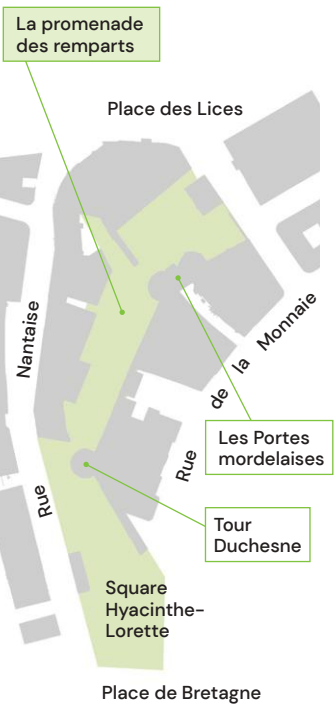 La promenade
des remparts
Place des Lices
Rue Nantaise
Rue de la Monnaie
Les Portes
mordelaises
Tour
Duchesne
Square
Hyacinthe-
Lorette
Place de Bretagne